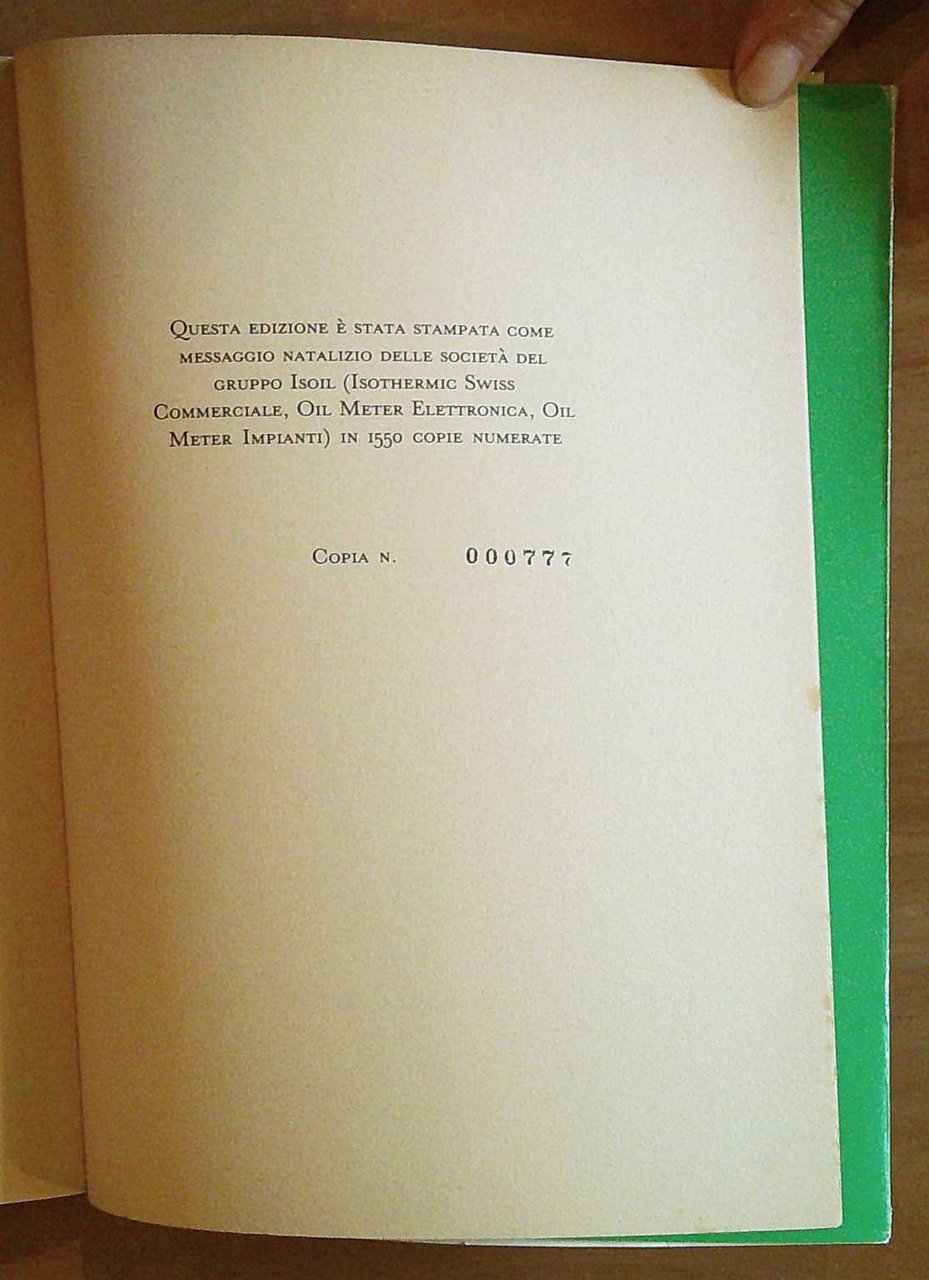 Questa edizione è stata stampata come
messaggio natalizio delle società del
gruppo Isoil (Isothermic Swiss
Commerciale, Oil Meter Elettronica, Oil
Meter Impianti) in 1550 copie numerate
Copia n. 000777